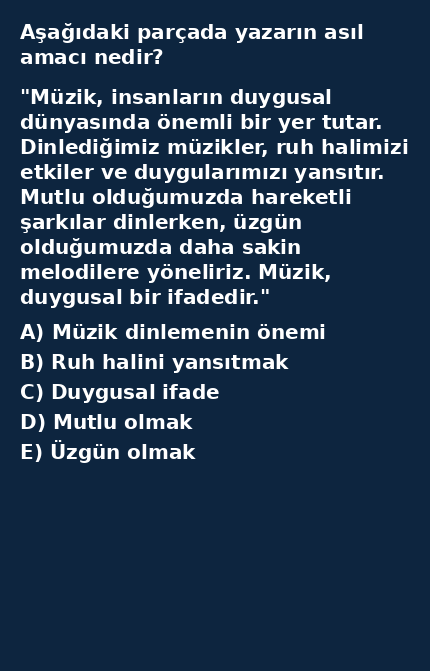 Aşağıdaki parçada yazarın asıl
amacı nedir?
"Müzik, insanların duygusal
dünyasında önemli bir yer tutar.
Dinlediğimiz müzikler, ruh halimizi
etkiler ve duygularımızı yansıtır.
Mutlu olduğumuzda hareketli
şarkılar dinlerken, üzgün
olduğumuzda daha sakin
melodilere yöneliriz. Müzik,
duygusal bir ifadedir."
A) Müzik dinlemenin önemi
B) Ruh halini yansıtmak
C) Duygusal ifade
D) Mutlu olmak
E) Üzgün olmak